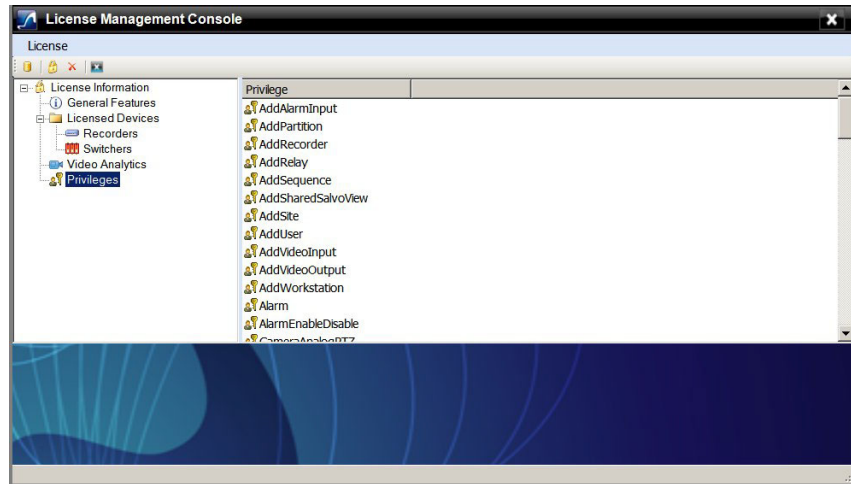 License Management Console
License
License Information
General Features
Licensed Devices
Recorders
Switchers
Video Analytics
Privileges
Privilege
AddAlarmInput
AddPartition
AddRecorder
AddRelay
AddSequence
AddSharedSalvoView
AddSite
AddUser
AddVideoInput
AddVideoOutput
AddWorkstation
Alarm
AlarmEnableDisable
CameraAnalogPTZ